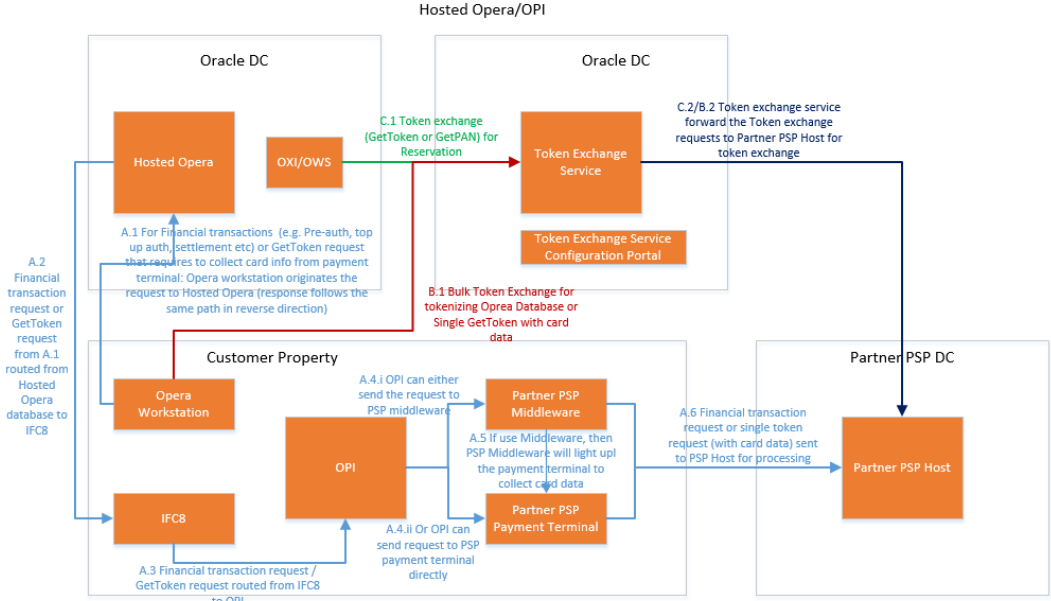 Hosted Opera/OPI
Oracle DC
Oracle DC
Hosted Opera
OXI/OWS
C.1 Token exchange
(GetToken or GetPAN) for
Reservation
Token Exchange
Service
C.2/B.2 Token exchange service
forward the Token exchange
requests to Partner PSP Host for
token exchange
Token Exchange Service
Configuration Portal
A.1 For Financial transactions (e.g. Pre-auth, top
up auth, settlement etc) or GetToken request
that requires to collect card info from payment
terminal: Opera workstation originates the
request to Hosted Opera (response follows the
same path in reverse direction)
A.2
Financial
transaction
request or
GetToken
request
from A.1
routed from
Hosted
Opera
database to
IFC8
B.1 Bulk Token Exchange for
tokenizing Oprea Database or
Single GetToken with card
data
Customer Property
Partner PSP DC
Opera
Workstation
A.4.i OPI can either
send the request to
PSP middleware
Partner PSP
Middleware
A.6 Financial transaction
request or single token
request (with card data) sent
to PSP Host for processing
OPI
A.5 If use Middleware, then
PSP Middleware will light upl
the payment terminal to
collect card data
Partner PSP Host
IFC8
Partner PSP
Payment Terminal
A.4.ii Or OPI can
send request to PSP
payment terminal
directly
A.3 Financial transaction request /
GetToken request routed from IFC8
to OPI